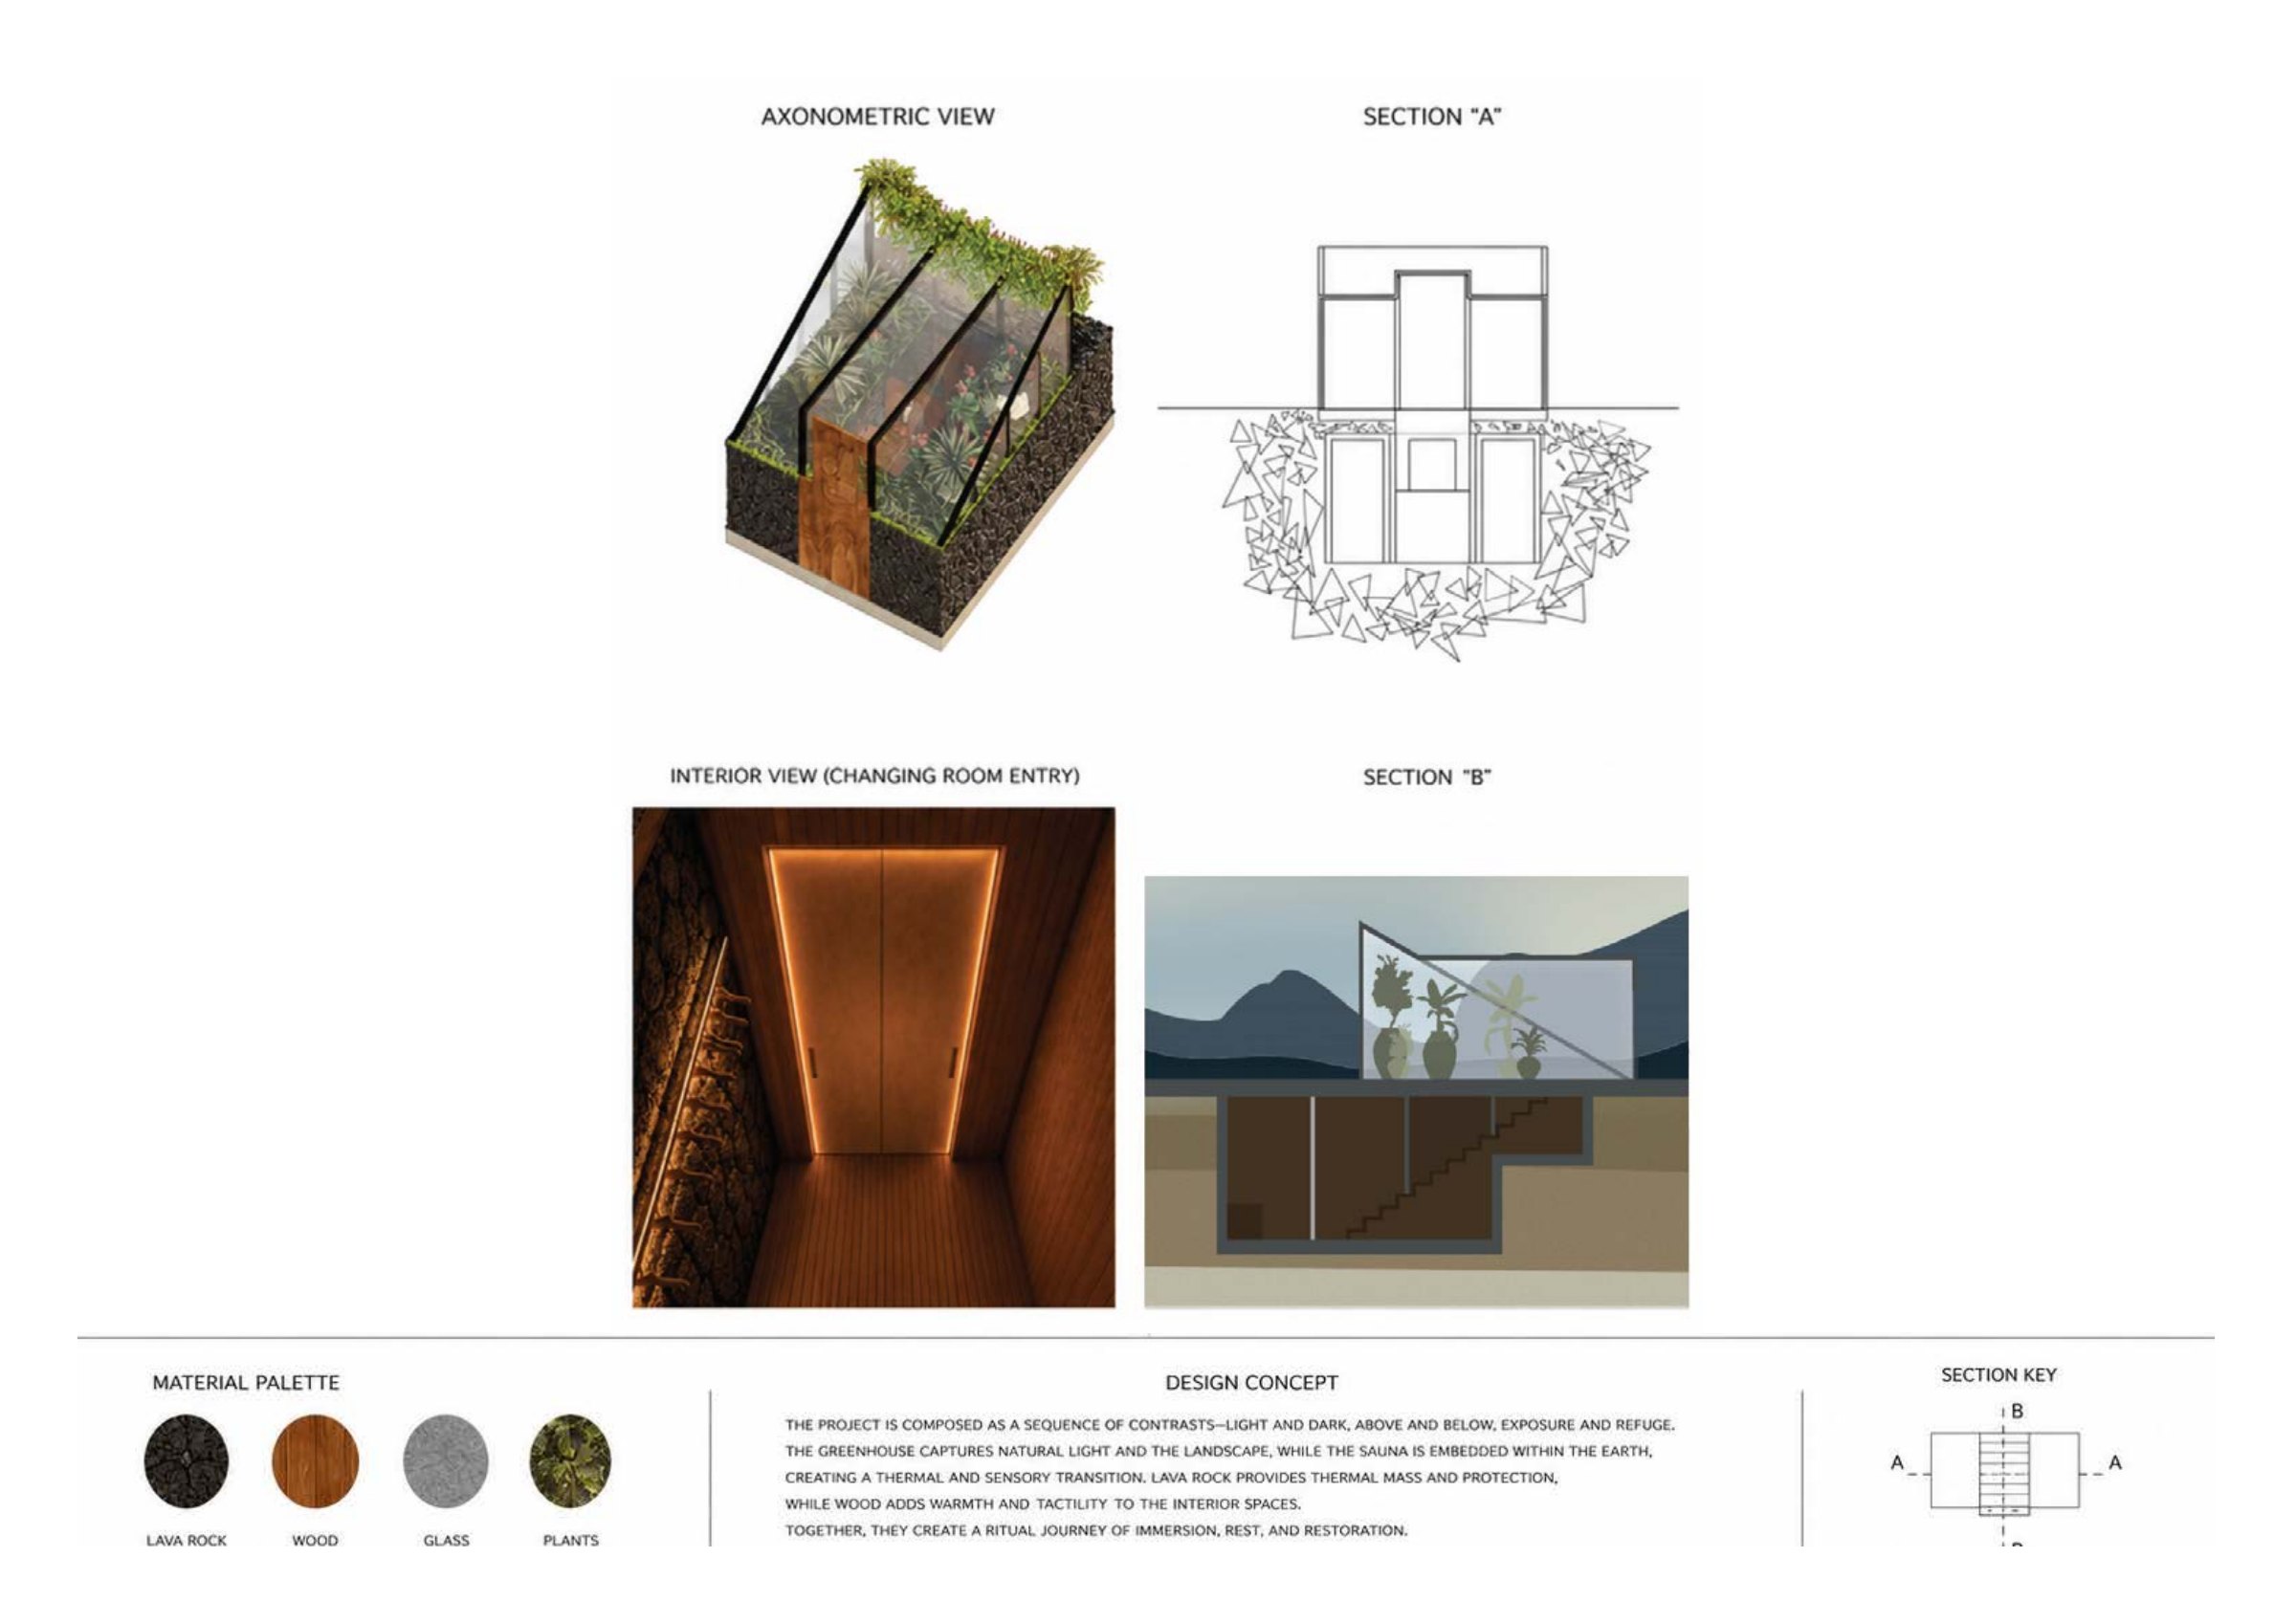 AXONOMETRIC VIEW
SECTION "A"
INTERIOR VIEW (CHANGING ROOM ENTRY)
SECTION "B"
MATERIAL PALETTE
LAVA ROCK
WOOD
GLASS
PLANTS
DESIGN CONCEPT
THE PROJECT IS COMPOSED AS A SEQUENCE OF CONTRASTS—LIGHT AND DARK, ABOVE AND BELOW, EXPOSURE AND REFUGE.
THE GREENHOUSE CAPTURES NATURAL LIGHT AND THE LANDSCAPE, WHILE THE SAUNA IS EMBEDDED WITHIN THE EARTH,
CREATING A THERMAL AND SENSORY TRANSITION. LAVA ROCK PROVIDES THERMAL MASS AND PROTECTION,
WHILE WOOD ADDS WARMTH AND TACTILITY TO THE INTERIOR SPACES.
TOGETHER, THEY CREATE A RITUAL JOURNEY OF IMMERSION, REST, AND RESTORATION.
SECTION KEY
B
A
A